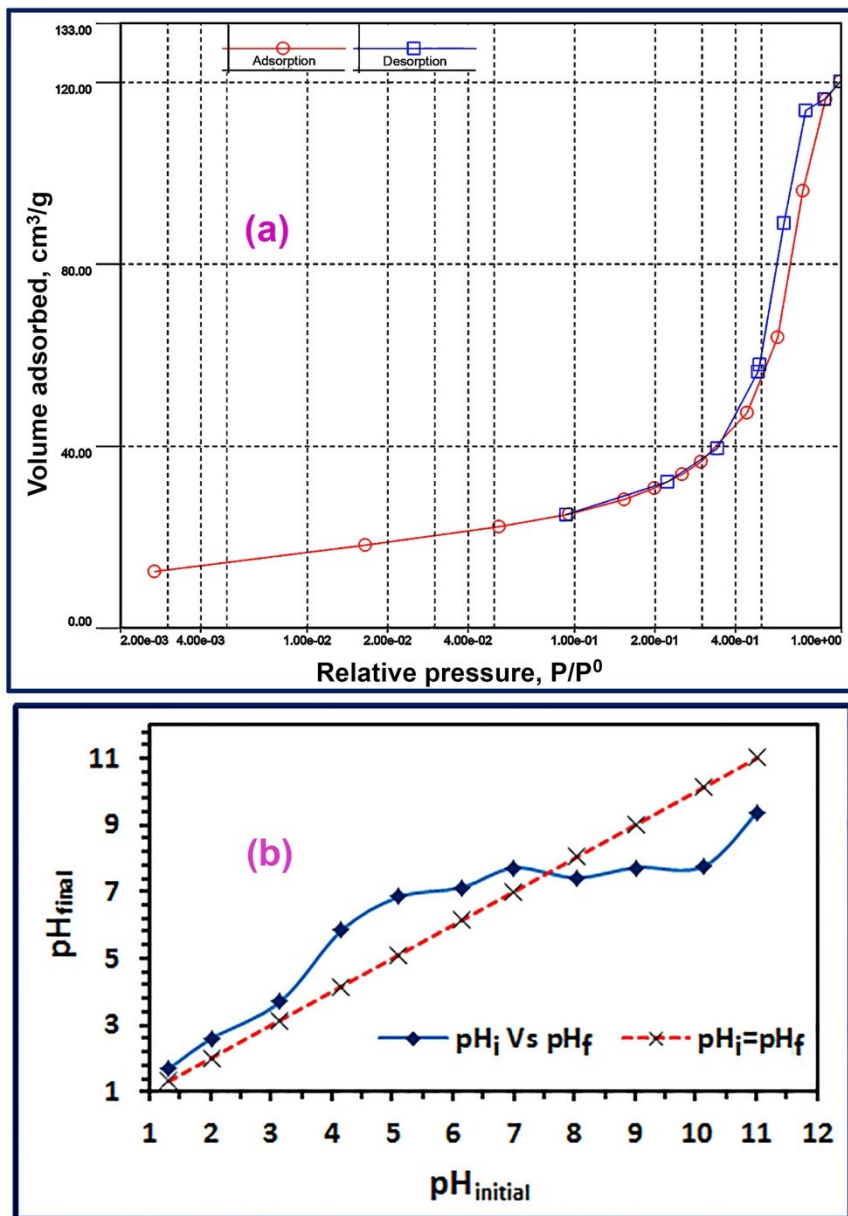 133.00
120.00
80.00
40.00
0.00
Volume adsorbed, cm³/g
Adsorption Desorption
(a)
2.00e-03 4.00e-03 1.00e-02 2.00e-02 4.00e-02 1.00e-01 2.00e-01 4.00e-01 1.00e+00
Relative pressure, P/P⁰
11
9
7
5
3
1
pHfinal
(b)
pHi Vs pHf pHi=pHf
1 2 3 4 5 6 7 8 9 10 11 12
pHinitial